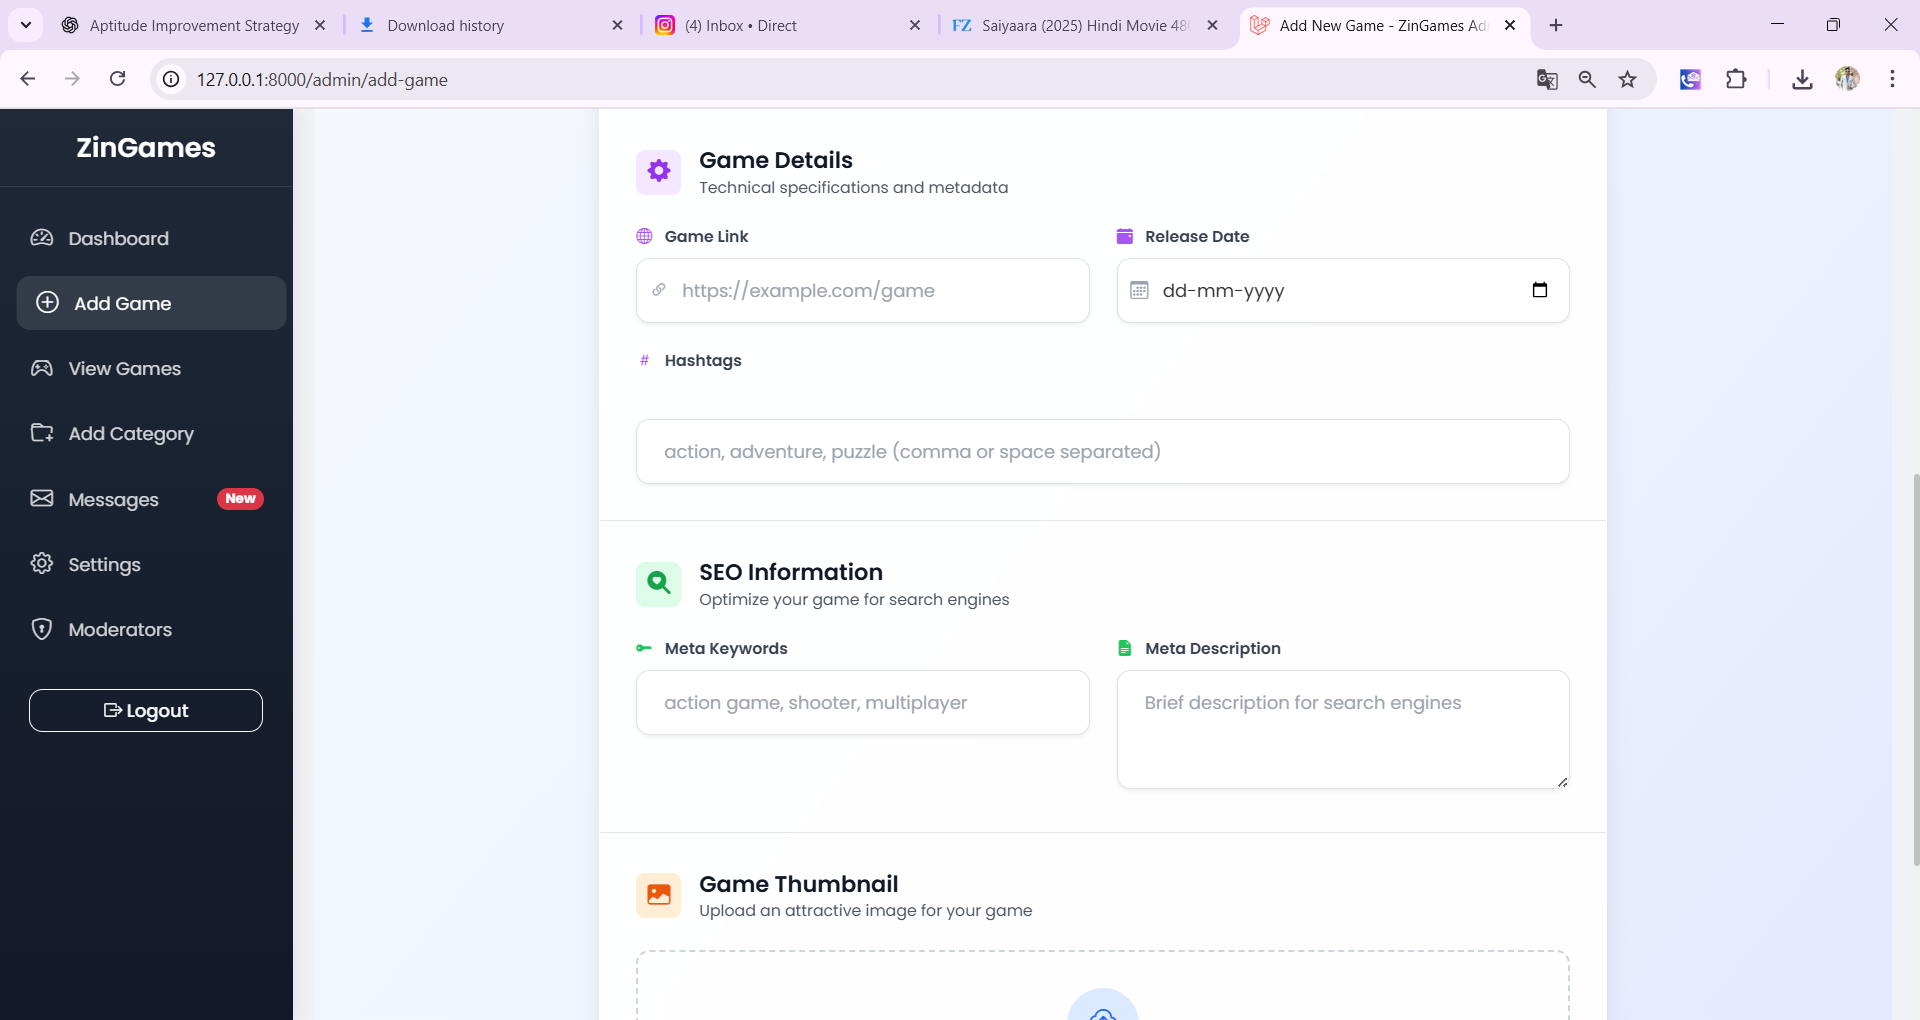 Aptitude Improvement Strategy
Download history
(4) Inbox • Direct
FZ Saiyaara (2025) Hindi Movie 48
Add New Game - ZinGames Ad
127.0.0.1:8000/admin/add-game
ZinGames
Dashboard
Add Game
View Games
Add Category
Messages New
Settings
Moderators
Logout
Game Details
Technical specifications and metadata
Game Link
https://example.com/game
Release Date
dd-mm-yyyy
# Hashtags
action, adventure, puzzle (comma or space separated)
SEO Information
Optimize your game for search engines
Meta Keywords
action game, shooter, multiplayer
Meta Description
Brief description for search engines
Game Thumbnail
Upload an attractive image for your game